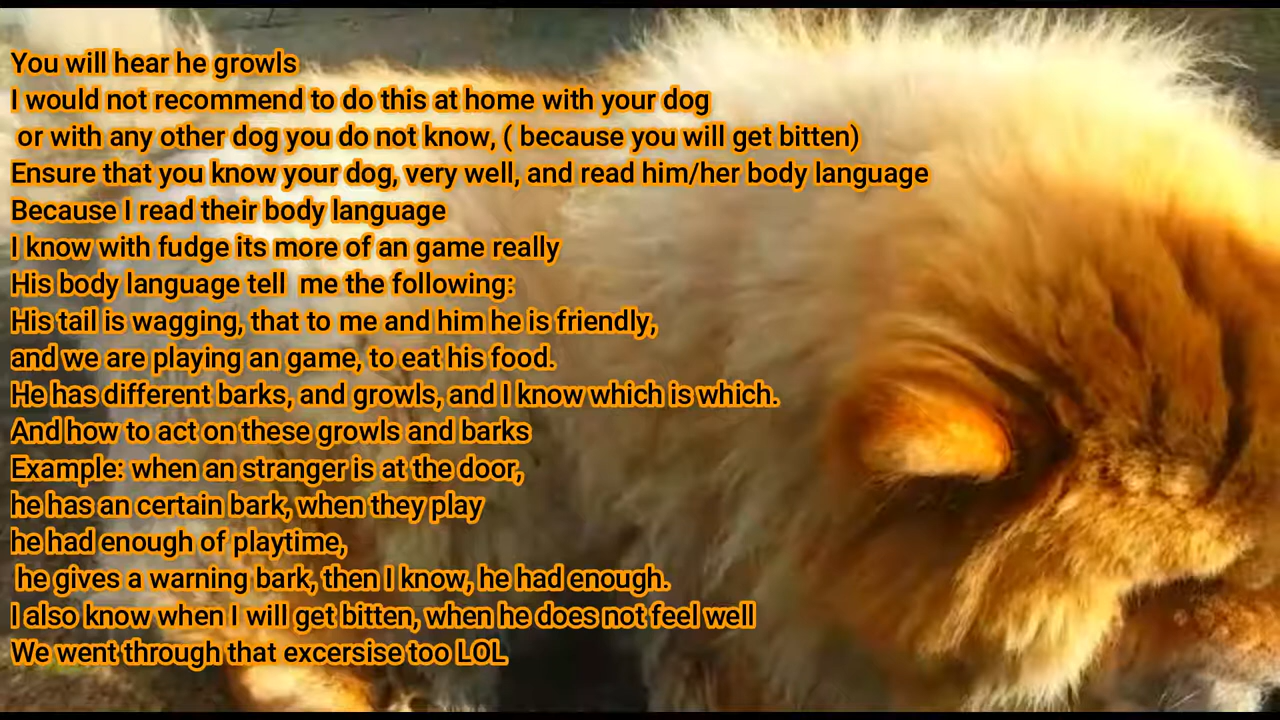 You will hear he growls
I would not recommend to do this at home with your dog
or with any other dog you do not know, ( because you will get bitten)
Ensure that you know your dog, very well, and read him/her body language
Because I read their body language
I know with fudge its more of an game really
His body language tell  me the following:
His tail is wagging, that to me and him he is friendly,
and we are playing an game, to eat his food.
He has different barks, and growls, and I know which is which.
And how to act on these growls and barks
Example: when an stranger is at the door,
he has an certain bark, when they play
he had enough of playtime,
he gives a warning bark, then I know, he had enough.
I also know when I will get bitten, when he does not feel well
We went through that excersise too LOL